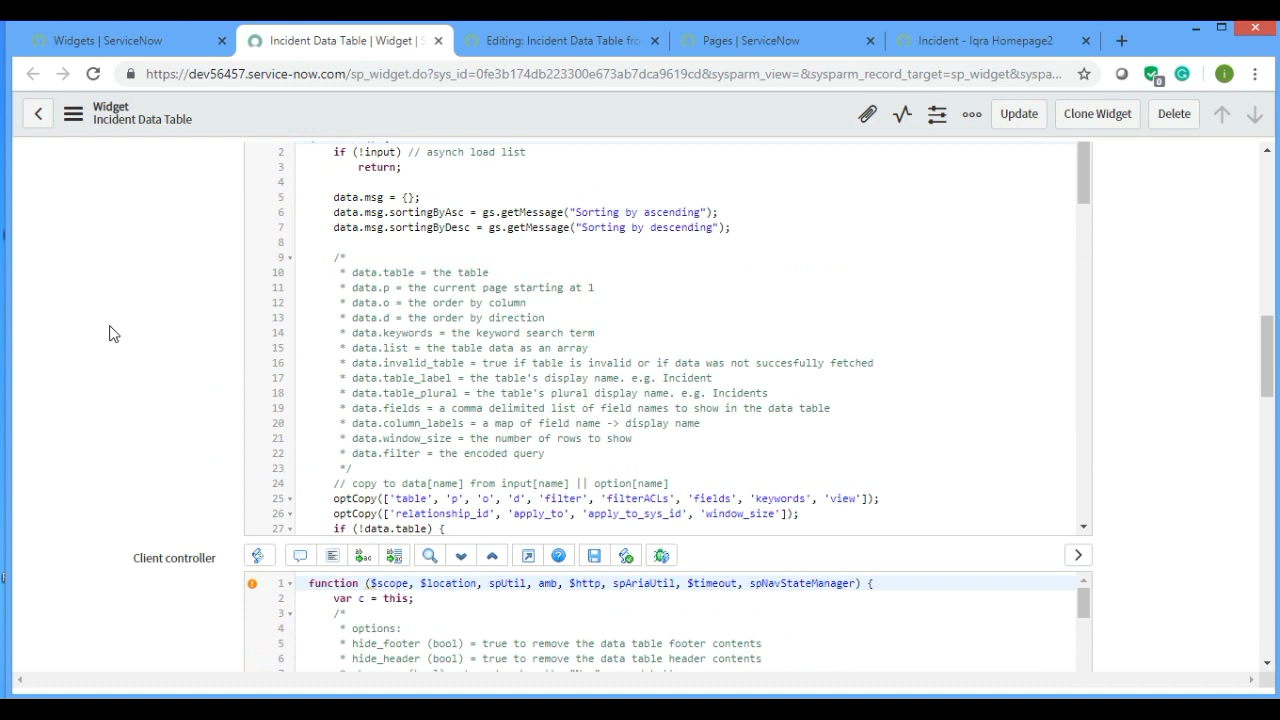 Widgets | ServiceNow
Incident Data Table | Widget | S
Editing: Incident Data Table fro
Pages | ServiceNow
Incident - Iqra Homepage2
https://dev56457.service-now.com/sp_widget.do?sys_id=0fe3b174db223300e673ab7dca9619cd&sysparm_view=&sysparm_record_target=sp_widget&syspa...
0
i
Widget
Incident Data Table
Update
Clone Widget
Delete
2 if (!input) // asynch load list
3 return;
4
5 data.msg = {};
6 data.msg.sortingByAsc = gs.getMessage("Sorting by ascending");
7 data.msg.sortingByDesc = gs.getMessage("Sorting by descending");
8
9 /*
10 * data.table = the table
11 * data.p = the current page starting at 1
12 * data.o = the order by column
13 * data.d = the order by direction
14 * data.keywords = the keyword search term
15 * data.list = the table data as an array
16 * data.invalid_table = true if table is invalid or if data was not succesfully fetched
17 * data.table_label = the table's display name. e.g. Incident
18 * data.table_plural = the table's plural display name. e.g. Incidents
19 * data.fields = a comma delimited list of field names to show in the data table
20 * data.column_labels = a map of field name -> display name
21 * data.window_size = the number of rows to show
22 * data.filter = the encoded query
23 */
24 // copy to data[name] from input[name] || option[name]
25 optCopy(['table', 'p', 'o', 'd', 'filter', 'filterACLs', 'fields', 'keywords', 'view']);
26 optCopy(['relationship_id', 'apply_to', 'apply_to_sys_id', 'window_size']);
27 if (!data.table) {
Client controller
1 function ($scope, $location, spUtil, amb, $http, spAriaUtil, $timeout, spNavStateManager) {
2 var c = this;
3 /*
4 * options:
5 * hide_footer (bool) = true to remove the data table footer contents
6 * hide_header (bool) = true to remove the data table header contents